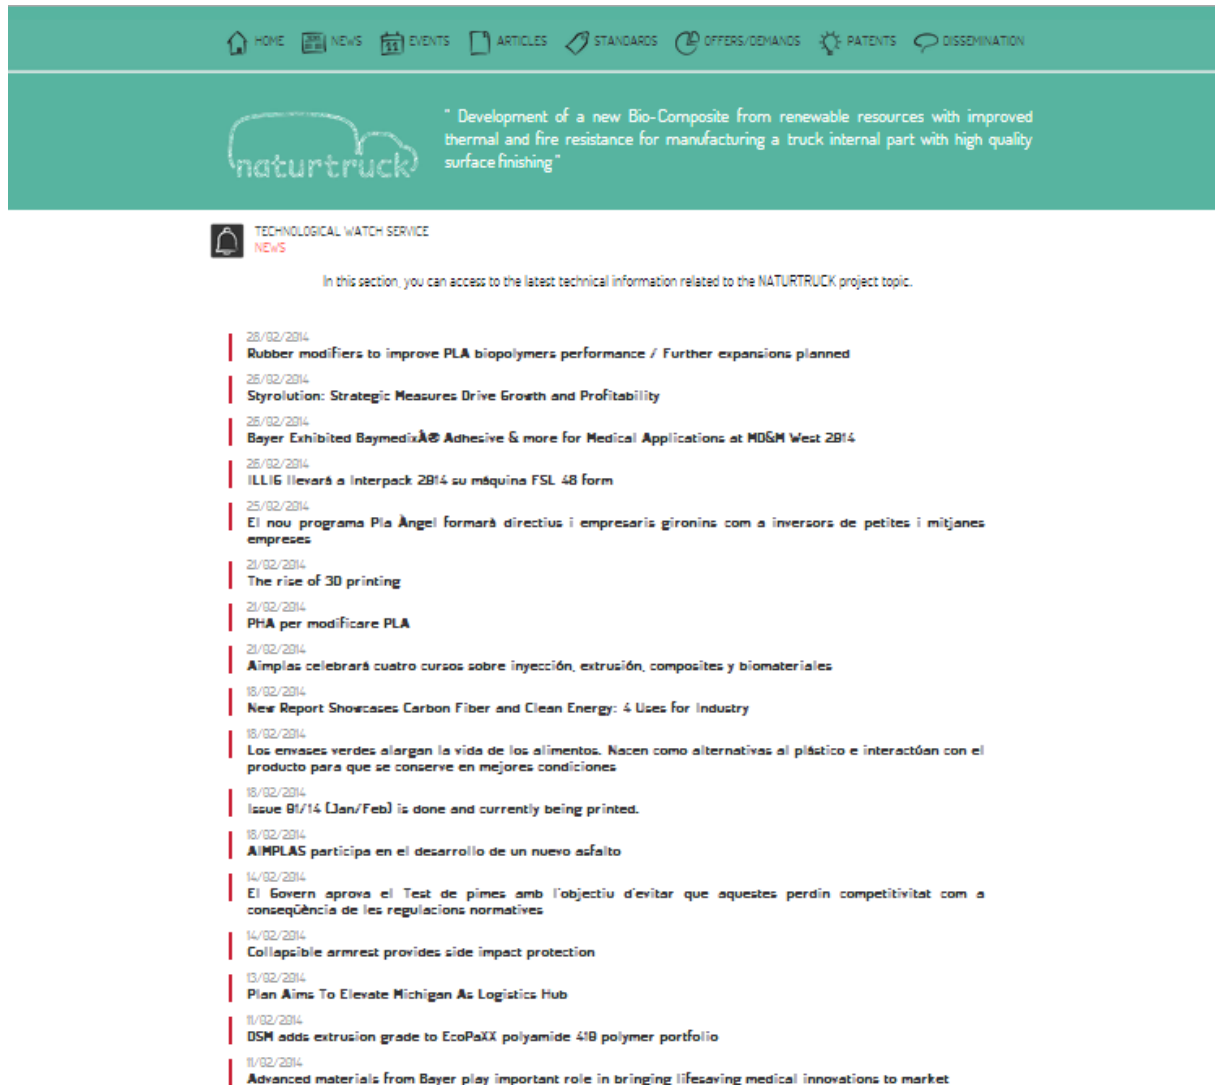 HOME NEWS EVENTS ARTICLES STANDARDS OFFERS/DEMANDS PATENTS DISSEMINATION
naturtruck
" Development of a new Bio-Composite from renewable resources with improved
thermal and fire resistance for manufacturing a truck internal part with high quality
surface finishing"
TECHNOLOGICAL WATCH SERVICE
NEWS
In this section, you can access to the latest technical information related to the NATURTRUCK project topic.
28/02/2014
Rubber modifiers to improve PLA biopolymers performance / Further expansions planned
26/02/2014
Styrolution: Strategic Measures Drive Growth and Profitability
26/02/2014
Bayer Exhibited BaymedixÂ® Adhesive & more for Medical Applications at MD&M West 2014
26/02/2014
ILLIG llevará a Interpack 2014 su máquina FSL 48 form
25/02/2014
El nou programa Pla Àngel formarà directius i empresaris gironins com a inversors de petites i mitjanes
empreses
21/02/2014
The rise of 3D printing
21/02/2014
PHA per modificare PLA
21/02/2014
Aimplas celebrará cuatro cursos sobre inyección, extrusión, composites y biomateriales
18/02/2014
New Report Showcases Carbon Fiber and Clean Energy: 4 Uses for Industry
18/02/2014
Los envases verdes alargan la vida de los alimentos. Nacen como alternativas al plástico e interactúan con el
producto para que se conserve en mejores condiciones
18/02/2014
Issue 01/14 (Jan/Feb) is done and currently being printed.
18/02/2014
AIMPLAS participa en el desarrollo de un nuevo asfalto
14/02/2014
El Govern aprova el Test de pimes amb l'objectiu d'evitar que aquestes perdin competitivitat com a
conseqüència de les regulacions normatives
14/02/2014
Collapsible armrest provides side impact protection
13/02/2014
Plan Aims To Elevate Michigan As Logistics Hub
11/02/2014
DSM adds extrusion grade to EcoPaXX polyamide 410 polymer portfolio
11/02/2014
Advanced materials from Bayer play important role in bringing lifesaving medical innovations to market